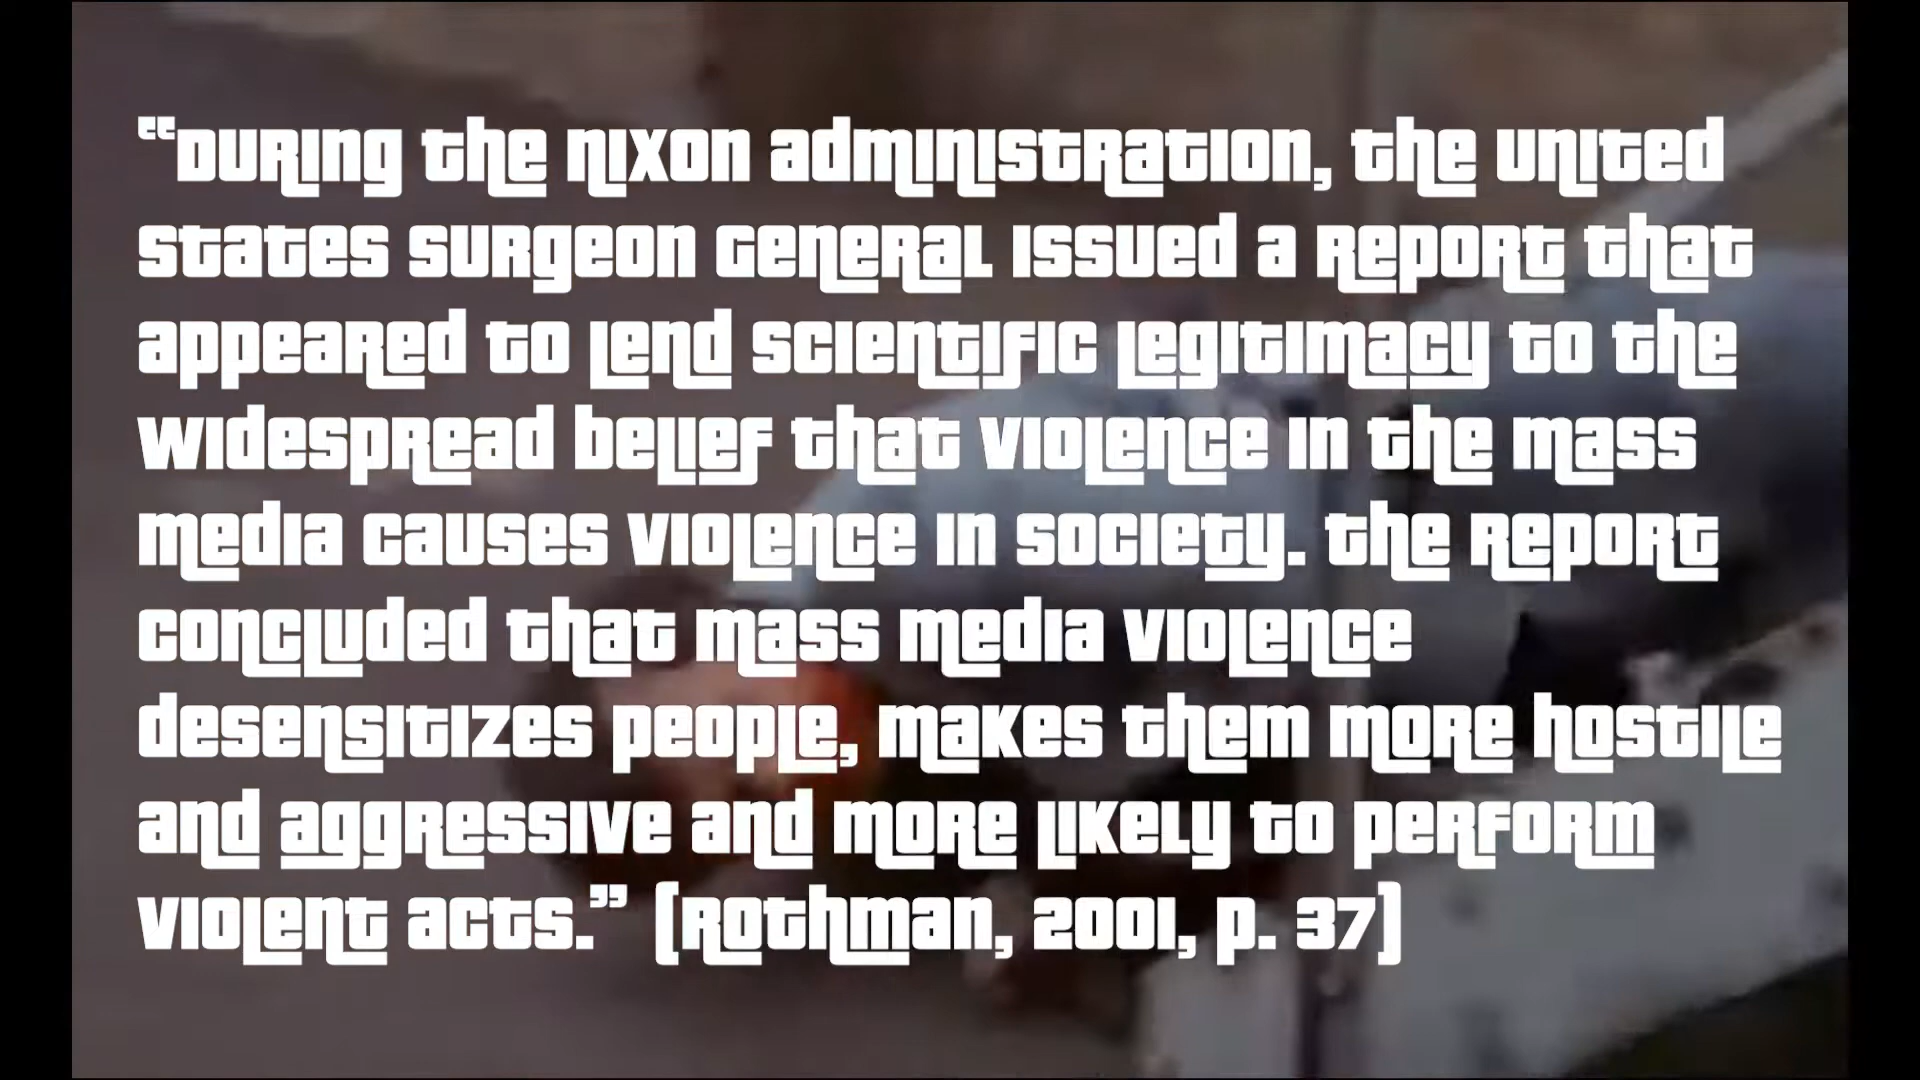 “During the Nixon administration, the United
States Surgeon General issued a report that
appeared to lend scientific legitimacy to the
widespread belief that violence in the mass
media causes violence in society. The report
concluded that mass media violence
desensitizes people, makes them more hostile
and aggressive and more likely to perform
violent acts.” (Rothman, 2001, p. 37)